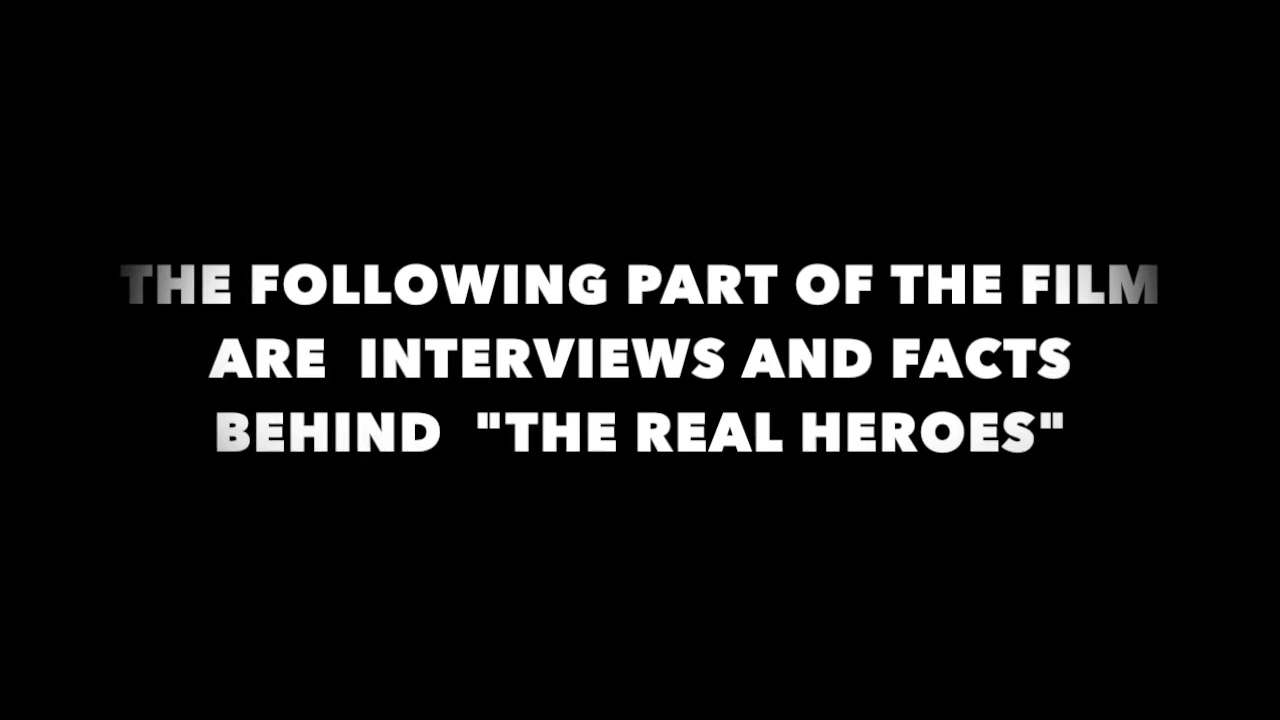 THE FOLLOWING PART OF THE FILM
ARE  INTERVIEWS AND FACTS
BEHIND  "THE REAL HEROES"